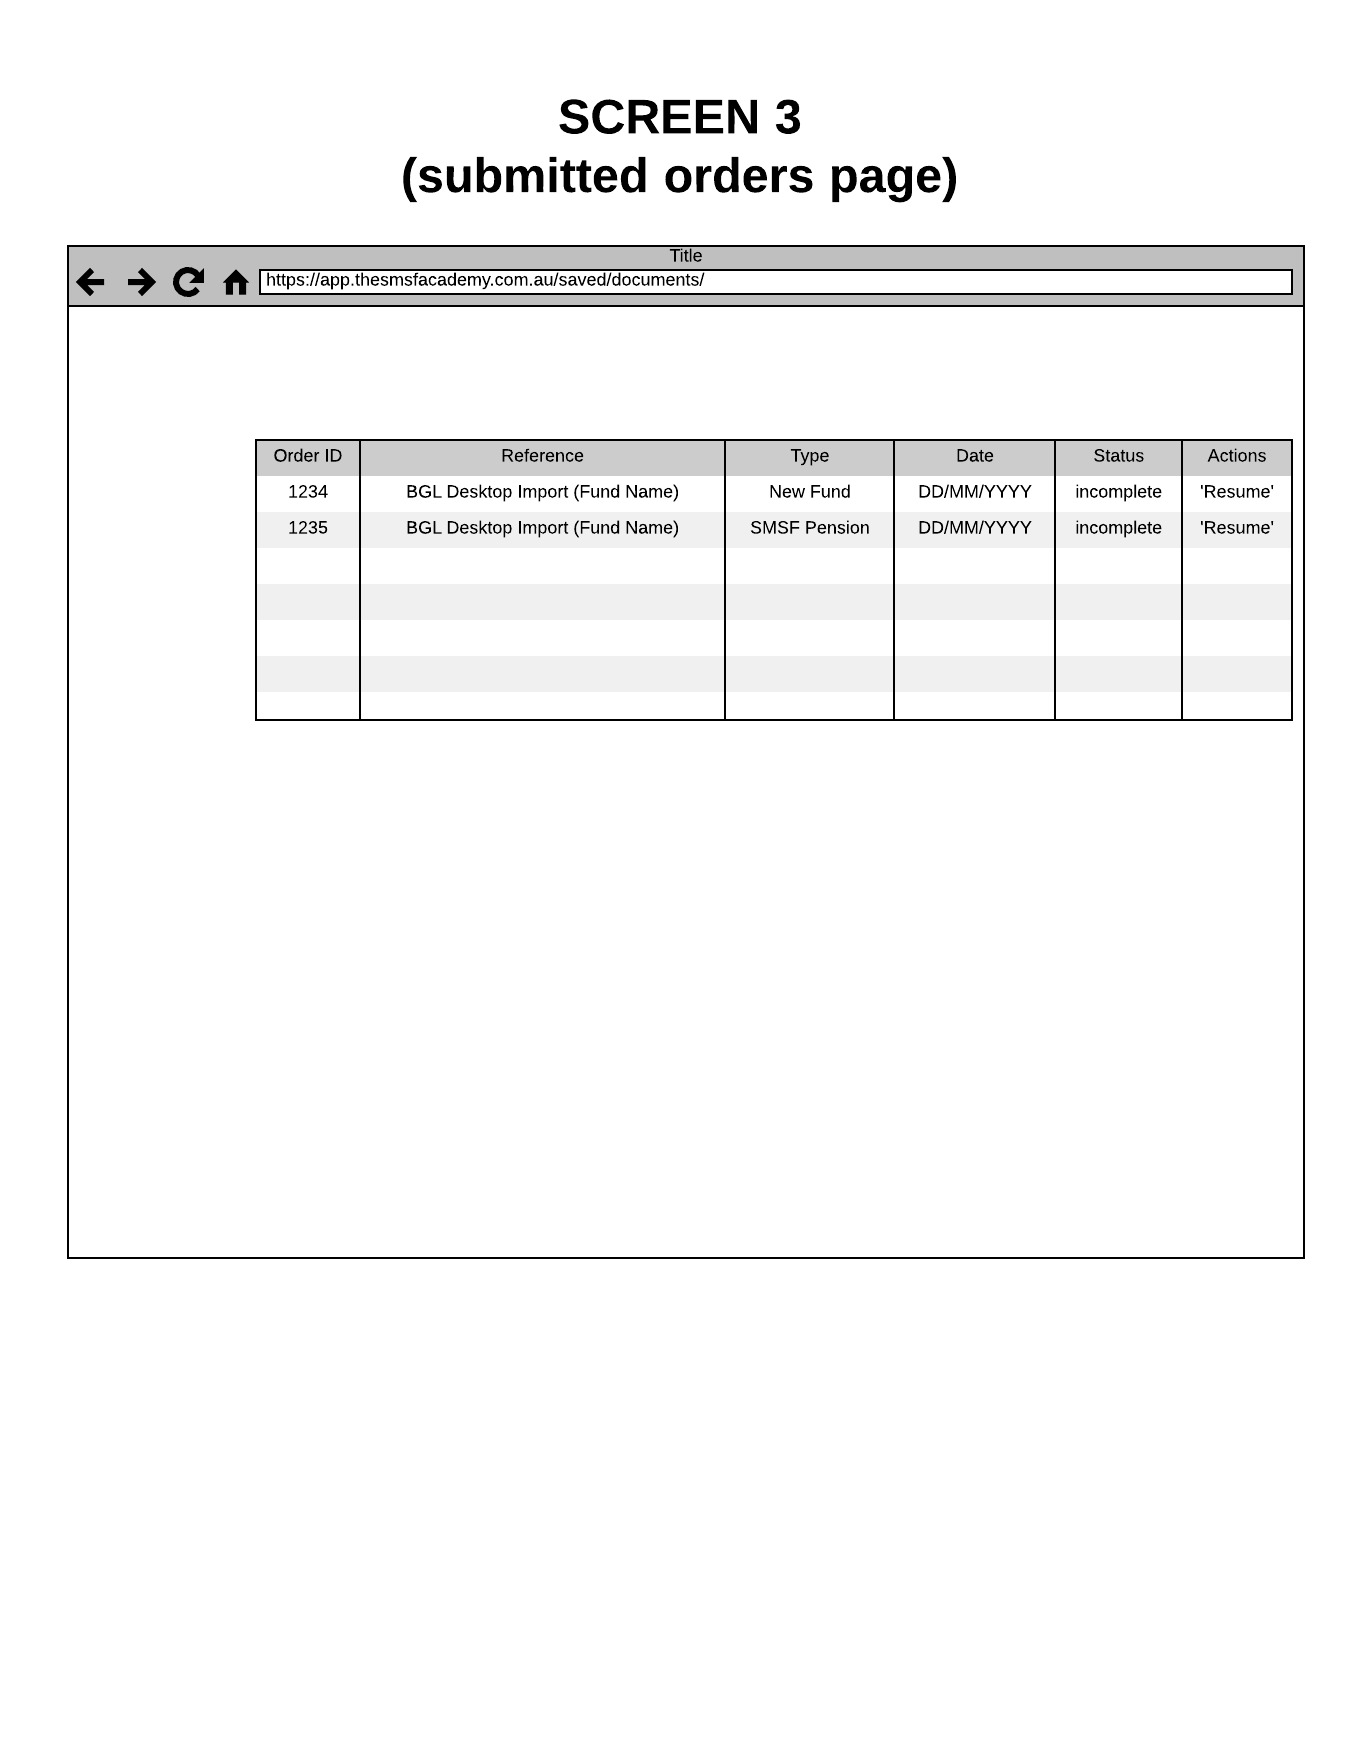 SCREEN 3
(submitted orders page)
Title
https://app.thesmsfacademy.com.au/saved/documents/
Order ID Reference Type Date Status Actions
1234 BGL Desktop Import (Fund Name) New Fund DD/MM/YYYY incomplete 'Resume'
1235 BGL Desktop Import (Fund Name) SMSF Pension DD/MM/YYYY incomplete 'Resume'